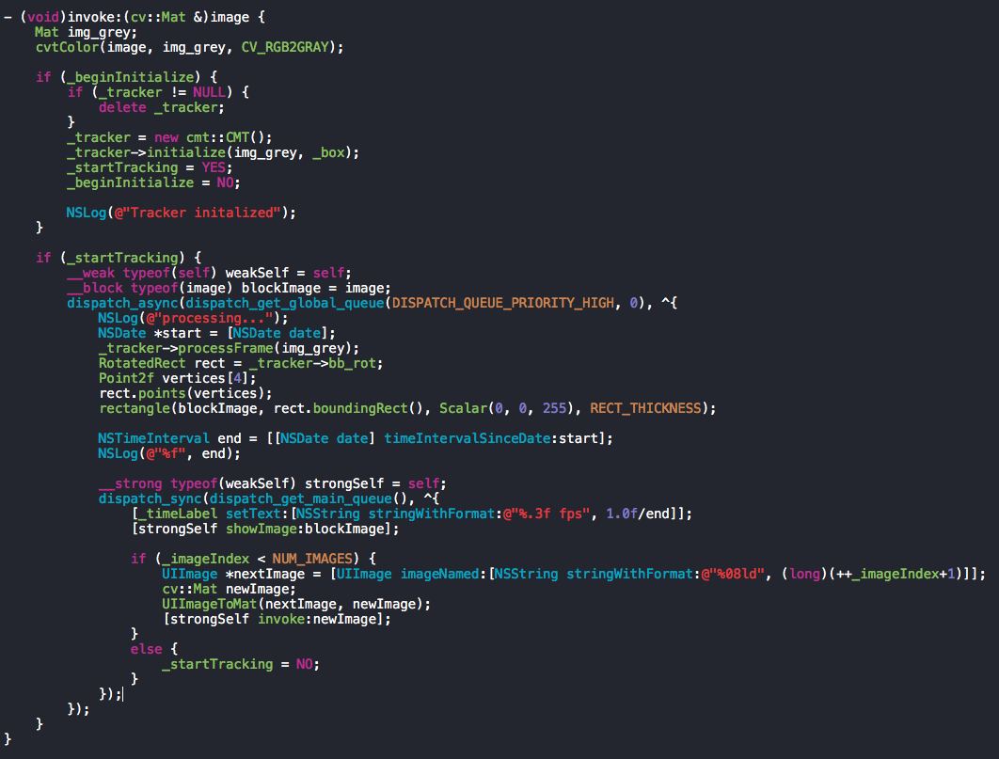 - (void)invoke:(cv::Mat &)image {
Mat img_grey;
cvtColor(image, img_grey, CV_RGB2GRAY);
if (_beginInitialize) {
if (_tracker != NULL) {
delete _tracker;
}
_tracker = new cmt::CMT();
_tracker->initialize(img_grey, _box);
_startTracking = YES;
_beginInitialize = NO;
NSLog(@"Tracker initalized");
}
if (_startTracking) {
__weak typeof(self) weakSelf = self;
__block typeof(image) blockImage = image;
dispatch_async(dispatch_get_global_queue(DISPATCH_QUEUE_PRIORITY_HIGH, 0), ^{
NSLog(@"processing...");
NSDate *start = [NSDate date];
_tracker->processFrame(img_grey);
RotatedRect rect = _tracker->bb_rot;
Point2f vertices[4];
rect.points(vertices);
rectangle(blockImage, rect.boundingRect(), Scalar(0, 0, 255), RECT_THICKNESS);
NSTimeInterval end = [[NSDate date] timeIntervalSinceDate:start];
NSLog(@"%f", end);
__strong typeof(weakSelf) strongSelf = self;
dispatch_sync(dispatch_get_main_queue(), ^{
[_timeLabel setText:[NSString stringWithFormat:@"%.3f fps", 1.0f/end]];
[strongSelf showImage:blockImage];
if (_imageIndex < NUM_IMAGES) {
UIImage *nextImage = [UIImage imageNamed:[NSString stringWithFormat:@"%08ld", (long)(++_imageIndex+1)]];
cv::Mat newImage;
UIImageToMat(nextImage, newImage);
[strongSelf invoke:newImage];
}
else {
_startTracking = NO;
}
});
});
}
}